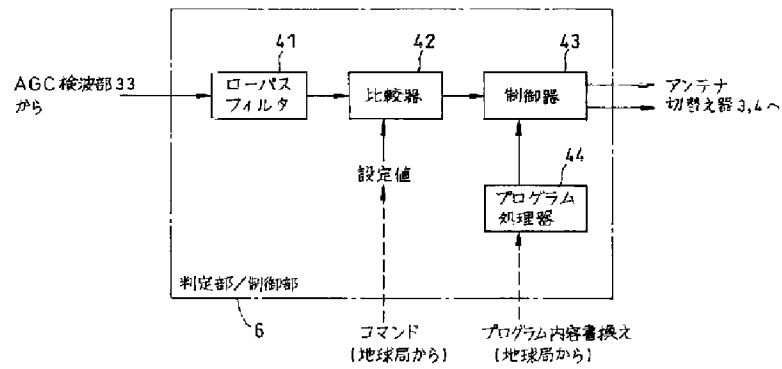 41
42
43
AGC検波部33
から
ローパス
フィルタ
比較器
制御器
アンテナ
切替え器3,4へ
設定値
44
プログラム
処理器
判定部/制御部
6
コマンド
(地球局から)
プログラム内容書換え
(地球局から)